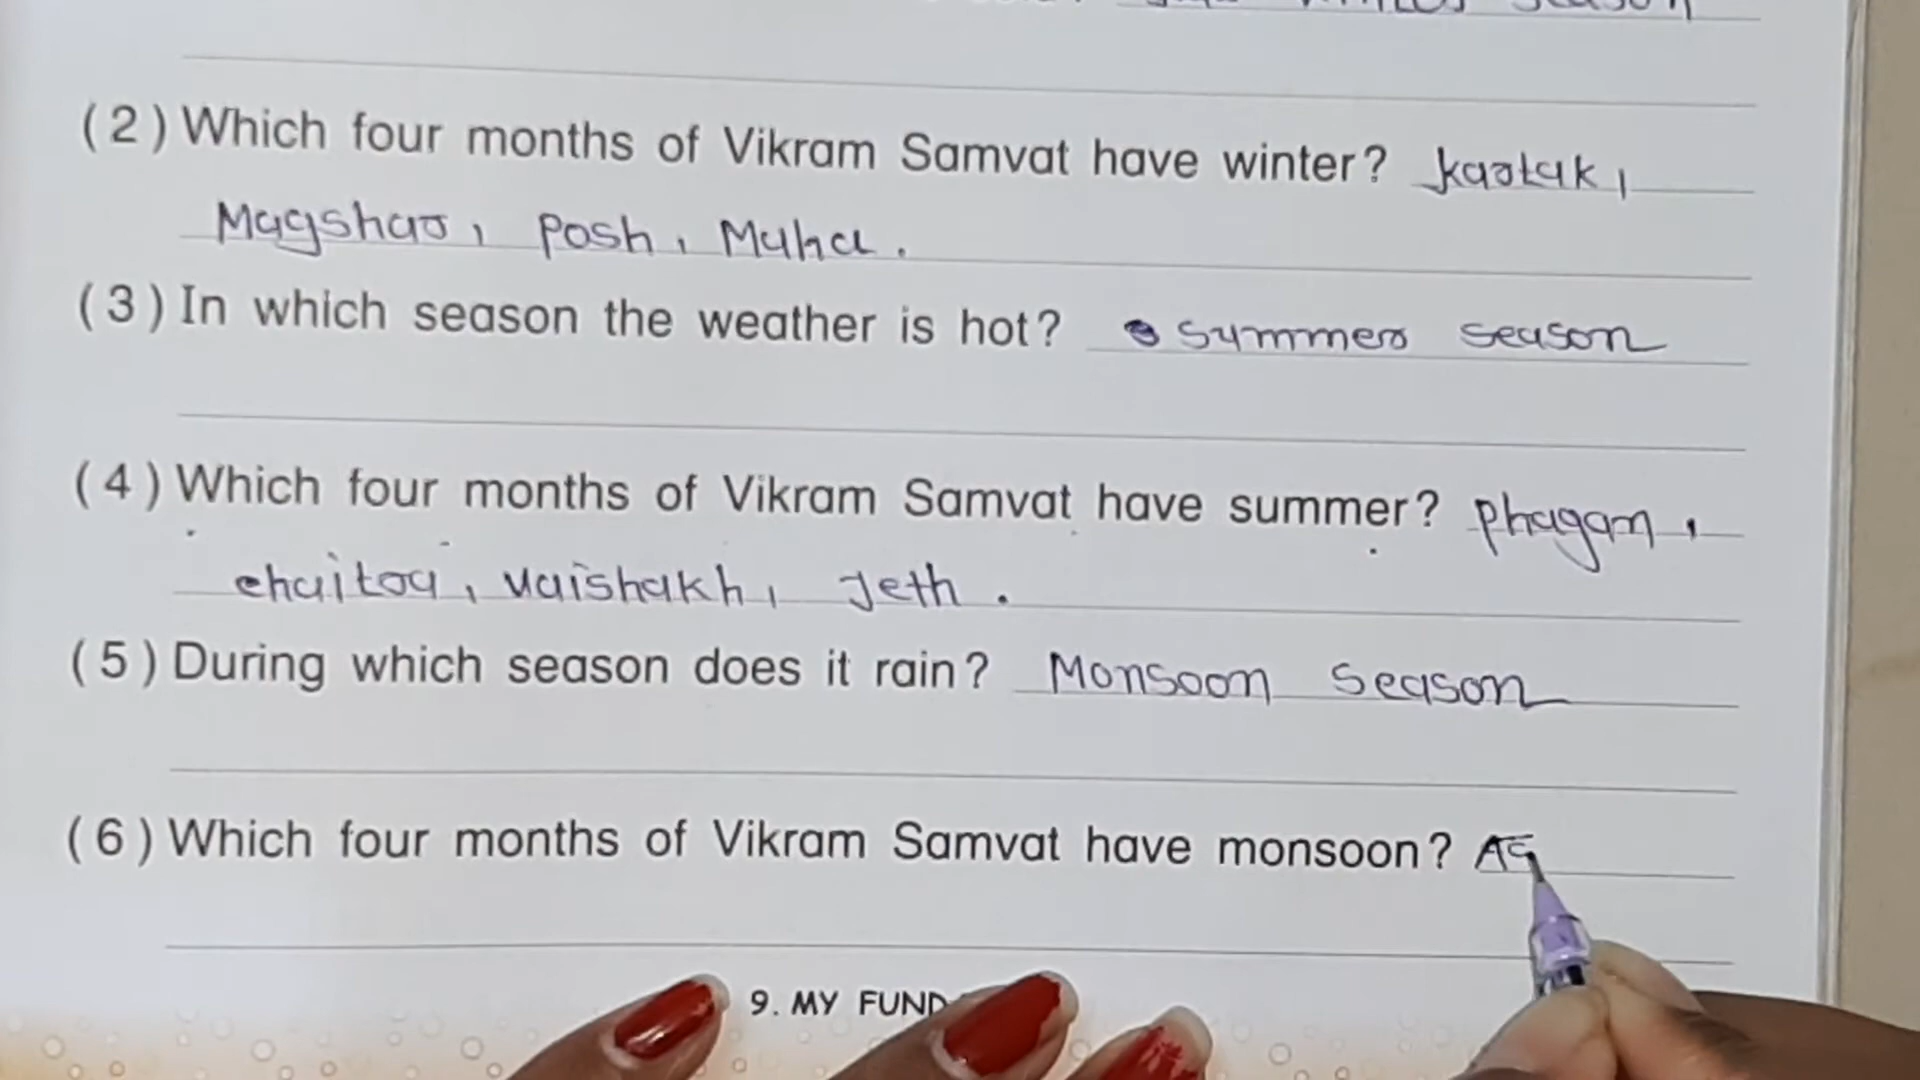 season
(2) Which four months of Vikram Samvat have winter? kartak,
Magshar, Posh, Maha.
(3) In which season the weather is hot? summer season
(4) Which four months of Vikram Samvat have summer? phagan,
chaitra, vaishakh, Jeth.
(5) During which season does it rain? Monsoon Season
(6) Which four months of Vikram Samvat have monsoon? As
9. MY FUND